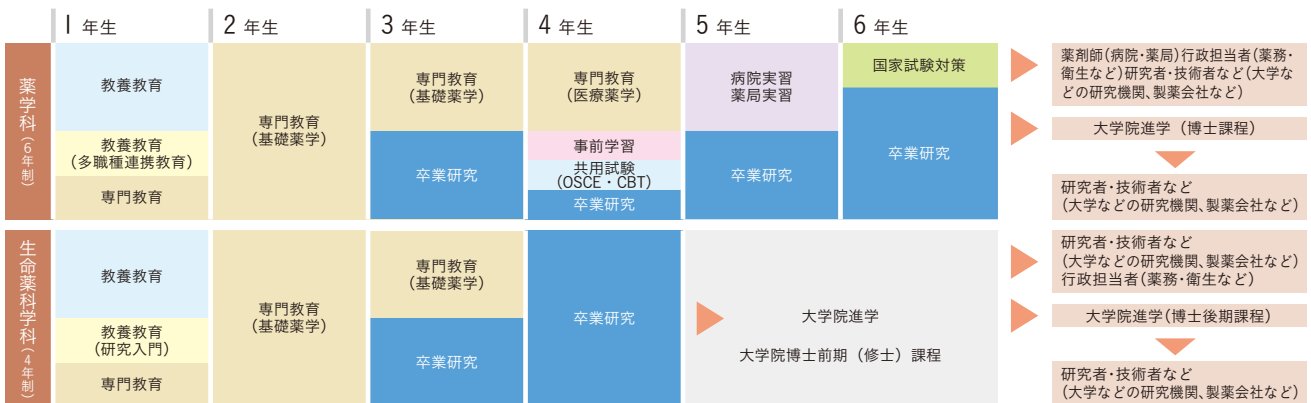 1 年生
2 年生
3 年生
4 年生
5 年生
6 年生
薬学科(6年制)
教養教育
教養教育
(多職種連携教育)
専門教育
専門教育
(基礎薬学)
専門教育
(基礎薬学)
卒業研究
専門教育
(医療薬学)
事前学習
共用試験
(OSCE・CBT)
卒業研究
病院実習
薬局実習
卒業研究
国家試験対策
卒業研究
薬剤師(病院・薬局)行政担当者(薬務・
衛生など)研究者・技術者など(大学な
どの研究機関、製薬会社など)
大学院進学(博士課程)
研究者・技術者など
(大学などの研究機関、製薬会社など)
生命薬科学科(4年制)
教養教育
教養教育
(研究入門)
専門教育
専門教育
(基礎薬学)
専門教育
(基礎薬学)
卒業研究
卒業研究
大学院進学
大学院博士前期(修士)課程
研究者・技術者など
(大学などの研究機関、製薬会社など)
行政担当者(薬務・衛生など)
大学院進学(博士後期課程)
研究者・技術者など
(大学などの研究機関、製薬会社など)